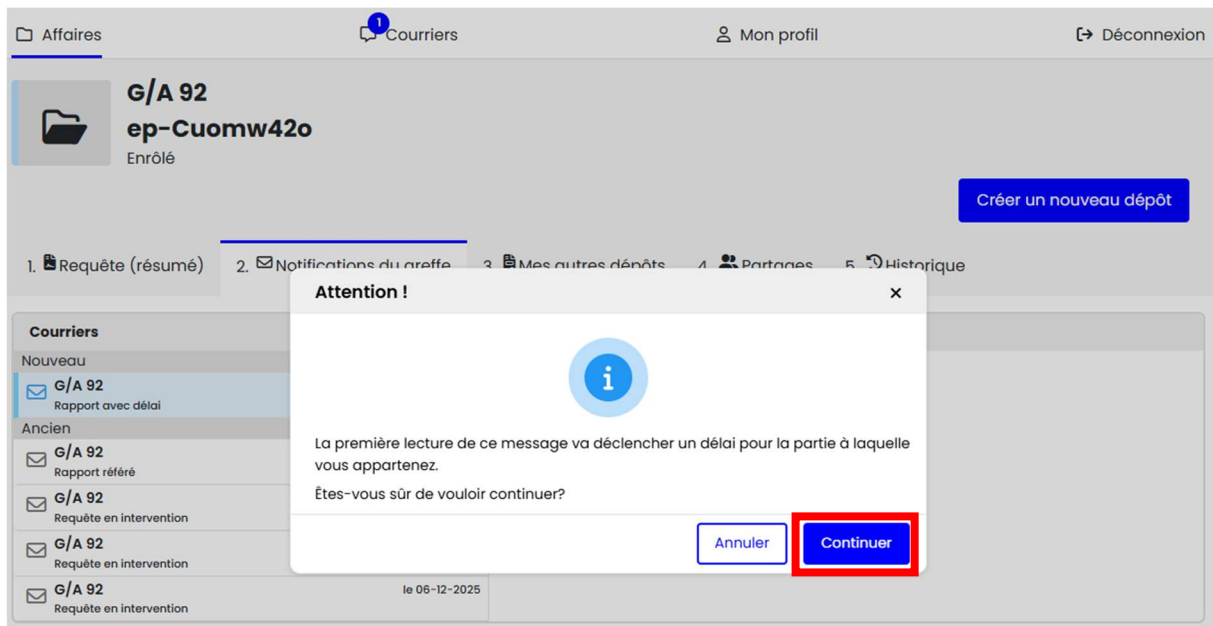 Affaires
1
Courriers
Mon profil
Déconnexion
G/A 92
ep-Cuomw42o
Enrôlé
Créer un nouveau dépôt
1. Requête (résumé)
2. Notifications du greffe
3. Mes autres dépôts
4. Partages
5. Historique
Attention !
La première lecture de ce message va déclencher un délai pour la partie à laquelle
vous appartenez.
Êtes-vous sûr de vouloir continuer?
Annuler
Continuer
Courriers
Nouveau
G/A 92
Rapport avec délai
Ancien
G/A 92
Rapport référé
G/A 92
Requête en intervention
G/A 92
Requête en intervention
G/A 92
le 06-12-2025
Requête en intervention